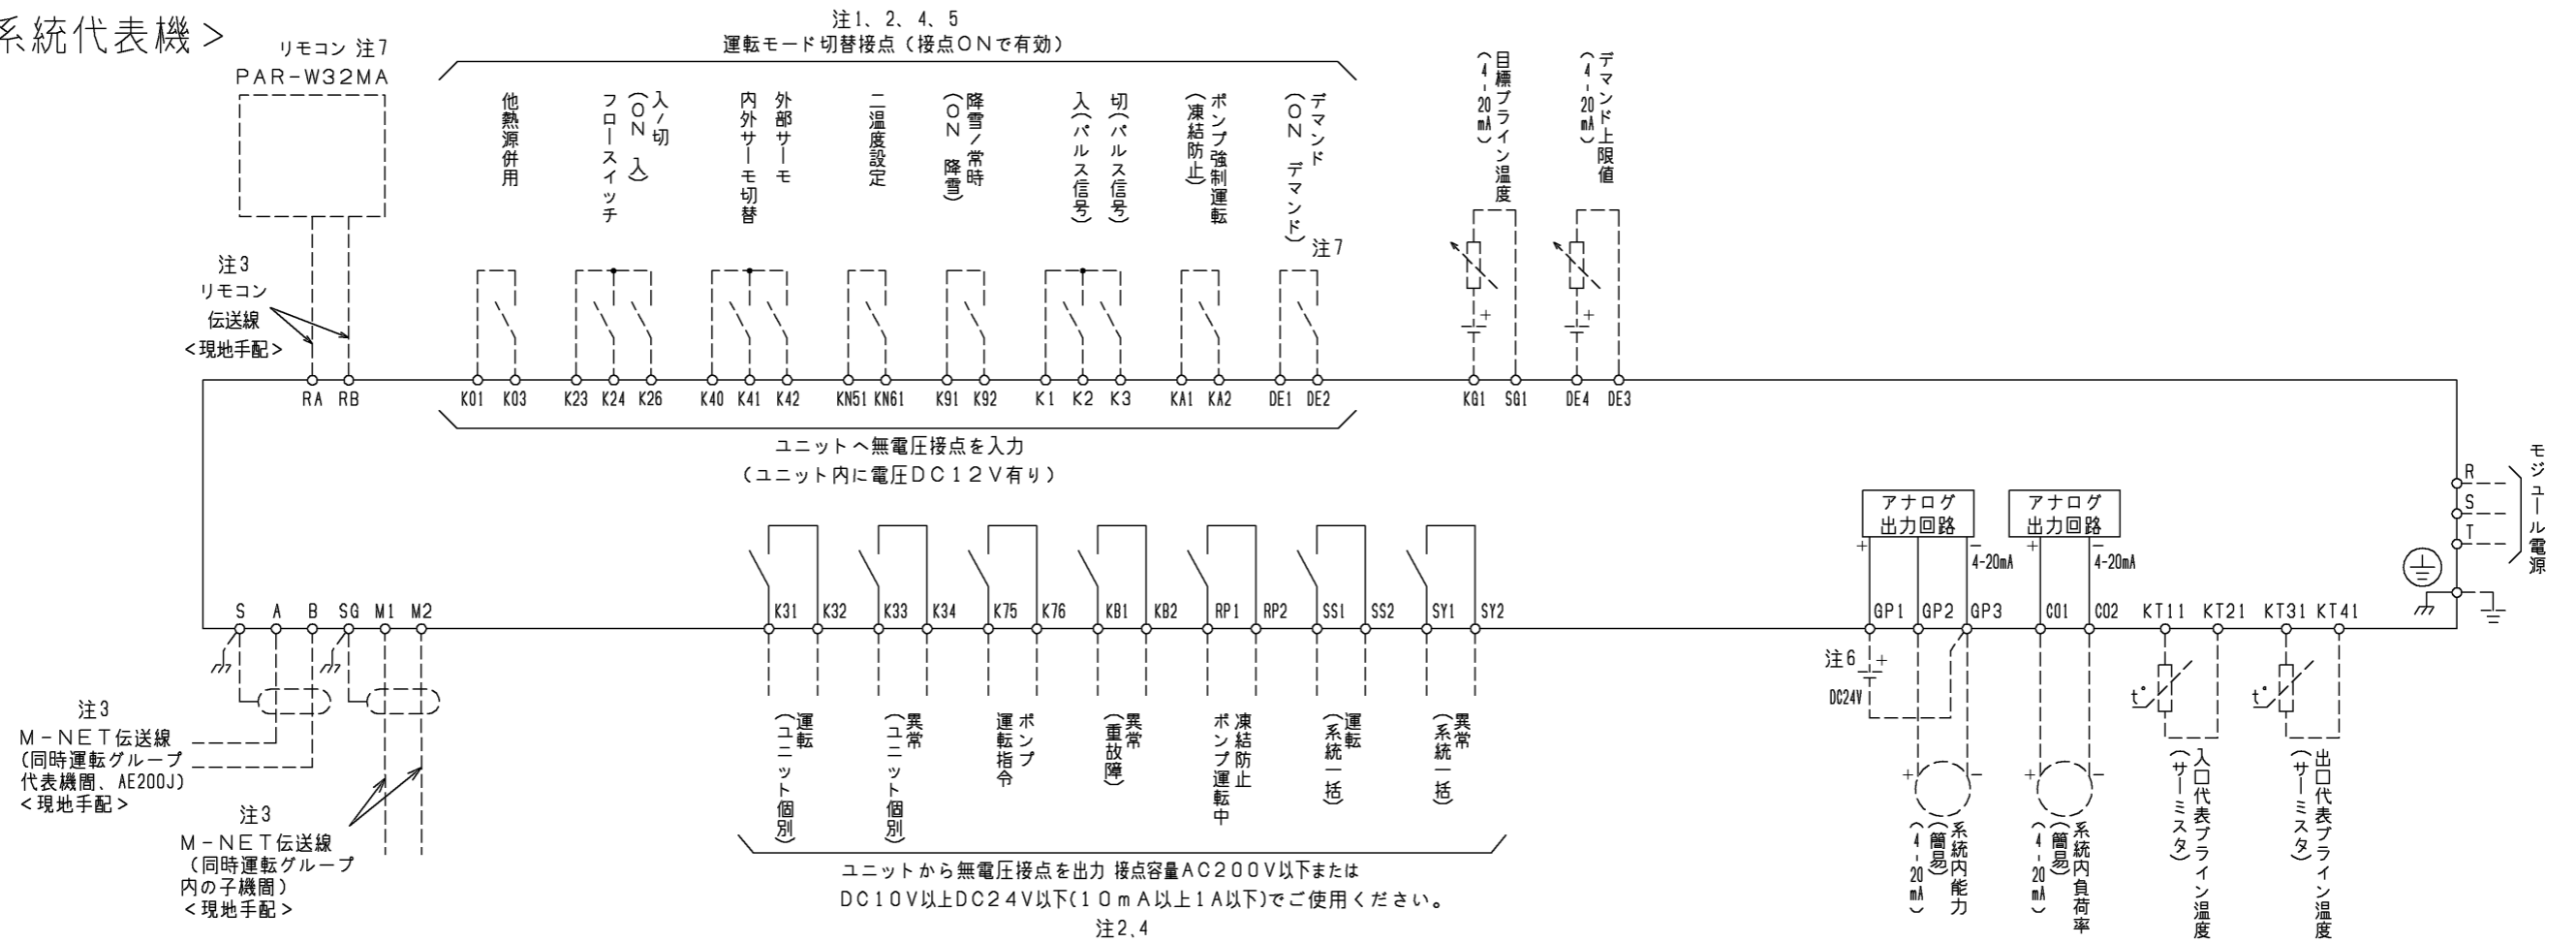 系統代表機＞
リモコン 注7
PAR-W32MA
注1、2、4、5
運転モード切替接点（接点ONで有効）
他熱源併用
入/切
(ON 入)
フロースイッチ
外部サーモ
内外サーモ切替
二温度設定
降雪/常時
(ON 降雪)
切(パルス信号)
入(パルス信号)
ポンプ強制運転
(凍結防止)
デマンド
(ON デマンド)
注7
目標ブライン温度
(4-20mA)
デマンド上限値
(4-20mA)
注3
リモコン
伝送線
<現地手配>
RA RB
K01 K03 K23 K24 K26 K40 K41 K42 KN51 KN61 K91 K92 K1 K2 K3 KA1 KA2 DE1 DE2 KG1 SG1 DE4 DE3
ユニットへ無電圧接点を入力
（ユニット内に電圧DC12V有り）
モジュール電源
R
S
T
アナログ
出力回路
アナログ
出力回路
+ − 4-20mA
+ − 4-20mA
S A B SG M1 M2
K31 K32 K33 K34 K75 K76 KB1 KB2 RP1 RP2 SS1 SS2 SY1 SY2
GP1 GP2 GP3 CO1 CO2 KT11 KT21 KT31 KT41
注6
+
DC24V
t°
t°
+ −
+ −
注3
M-NET伝送線
(同時運転グループ
代表機間、AE200J)
<現地手配>
注3
M-NET伝送線
（同時運転グループ
内の子機間）
<現地手配>
運転
(ユニット個別)
異常
(ユニット個別)
ポンプ
運転指令
異常
(重故障)
凍結防止
ポンプ運転中
運転
(系統一括)
異常
(系統一括)
系統内能力
(簡易)
(4-20mA)
系統内負荷率
(簡易)
(4-20mA)
入口代表ブライン温度
(サーミスタ)
出口代表ブライン温度
(サーミスタ)
ユニットから無電圧接点を出力 接点容量AC200V以下または
DC10V以上DC24V以下(10mA以上1A以下)でご使用ください。
注2,4